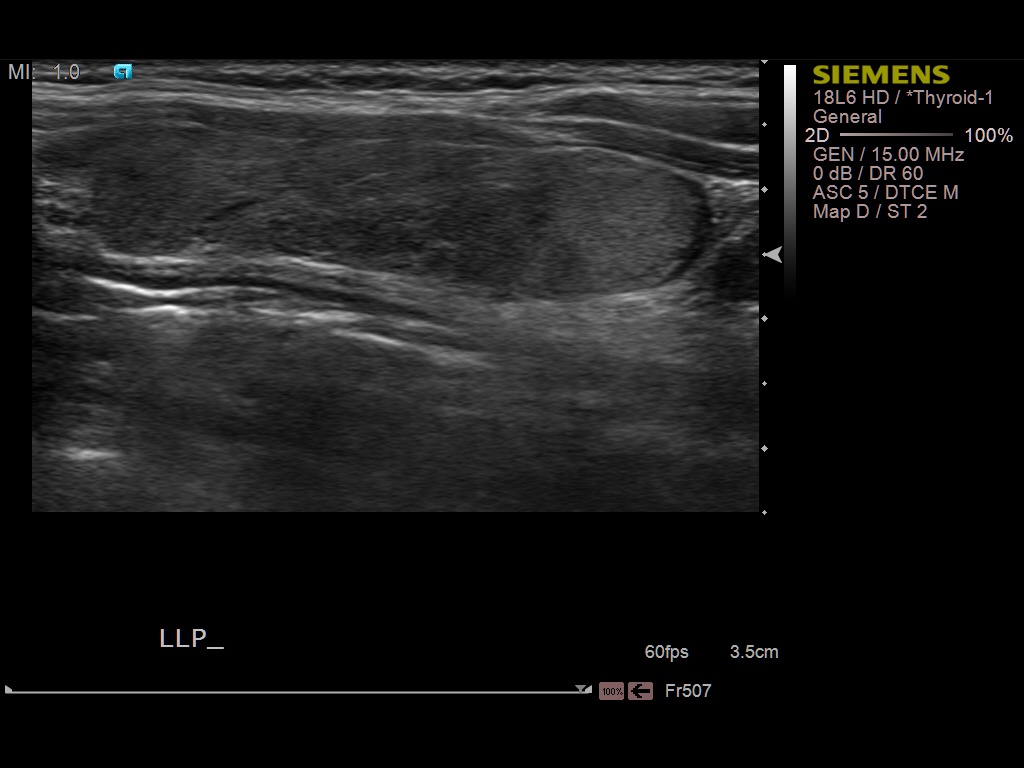 MI: 1.0
SIEMENS
18L6 HD / *Thyroid-1
General
2D 100%
GEN / 15.00 MHz
0 dB / DR 60
ASC 5 / DTCE M
Map D / ST 2
LLP_
60fps 3.5cm
100% Fr507